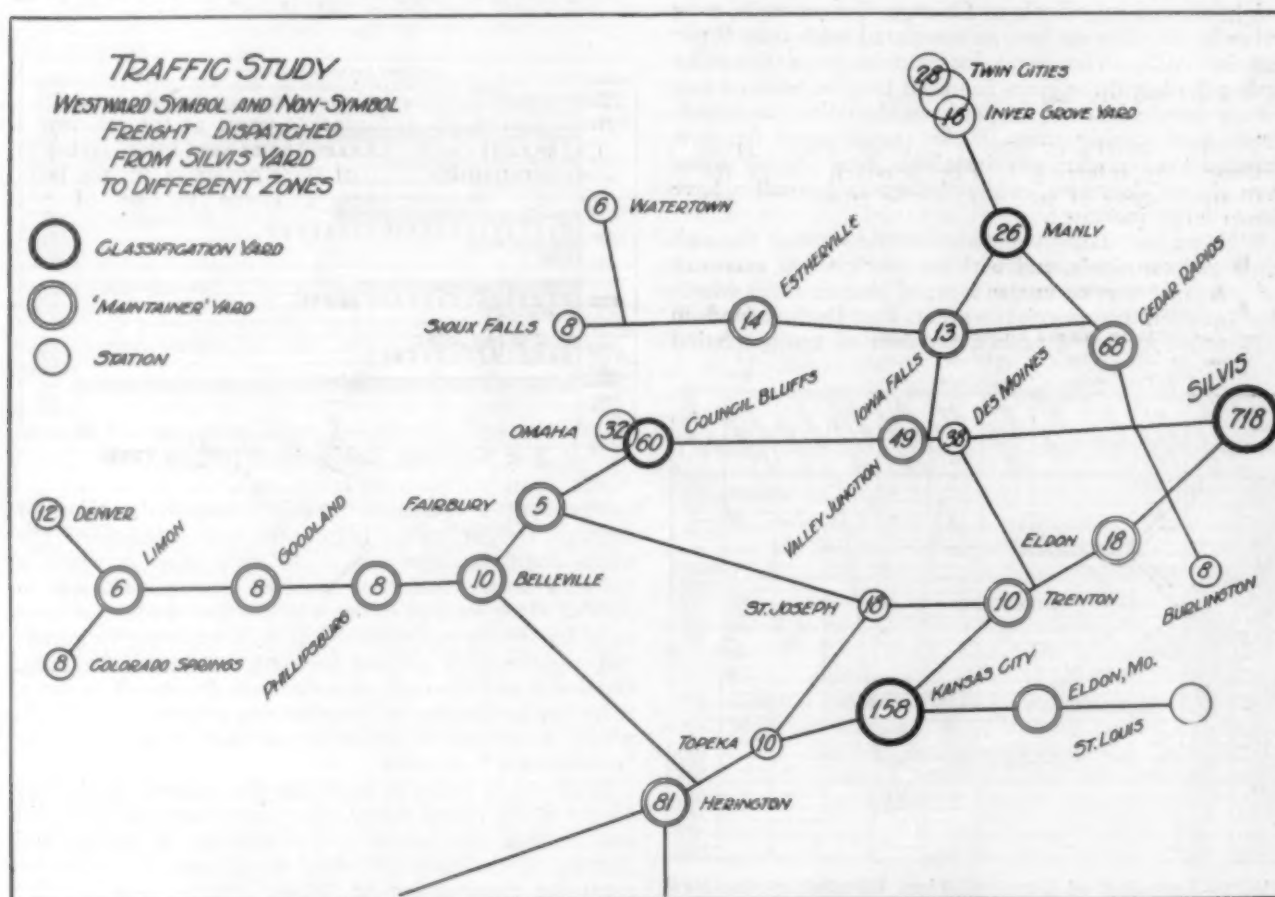 TRAFFIC STUDY
WESTWARD SYMBOL AND NON-SYMBOL
FREIGHT DISPATCHED
FROM SILVIS YARD
TO DIFFERENT ZONES
CLASSIFICATION YARD
'MAINTAINER' YARD
STATION
28 TWIN CITIES
18 INVER GROVE YARD
6 WATERTOWN
26 MANLY
SIOUX FALLS 8
14 ESTHERVILLE
13 IOWA FALLS
68 CEDAR RAPIDS
SILVIS
718
OMAHA 32
60 COUNCIL BLUFFS
49 VALLEY JUNCTION
38 DES MOINES
FAIRBURY 5
12 DENVER
6 LIMON
8 GOODLAND
8 PHILLIPSBURG
10 BELLEVILLE
ELDON 18
8 BURLINGTON
ST. JOSEPH 18
10 TRENTON
8 COLORADO SPRINGS
158 KANSAS CITY
ELDON, MO.
ST. LOUIS
TOPEKA 10
81 HERINGTON